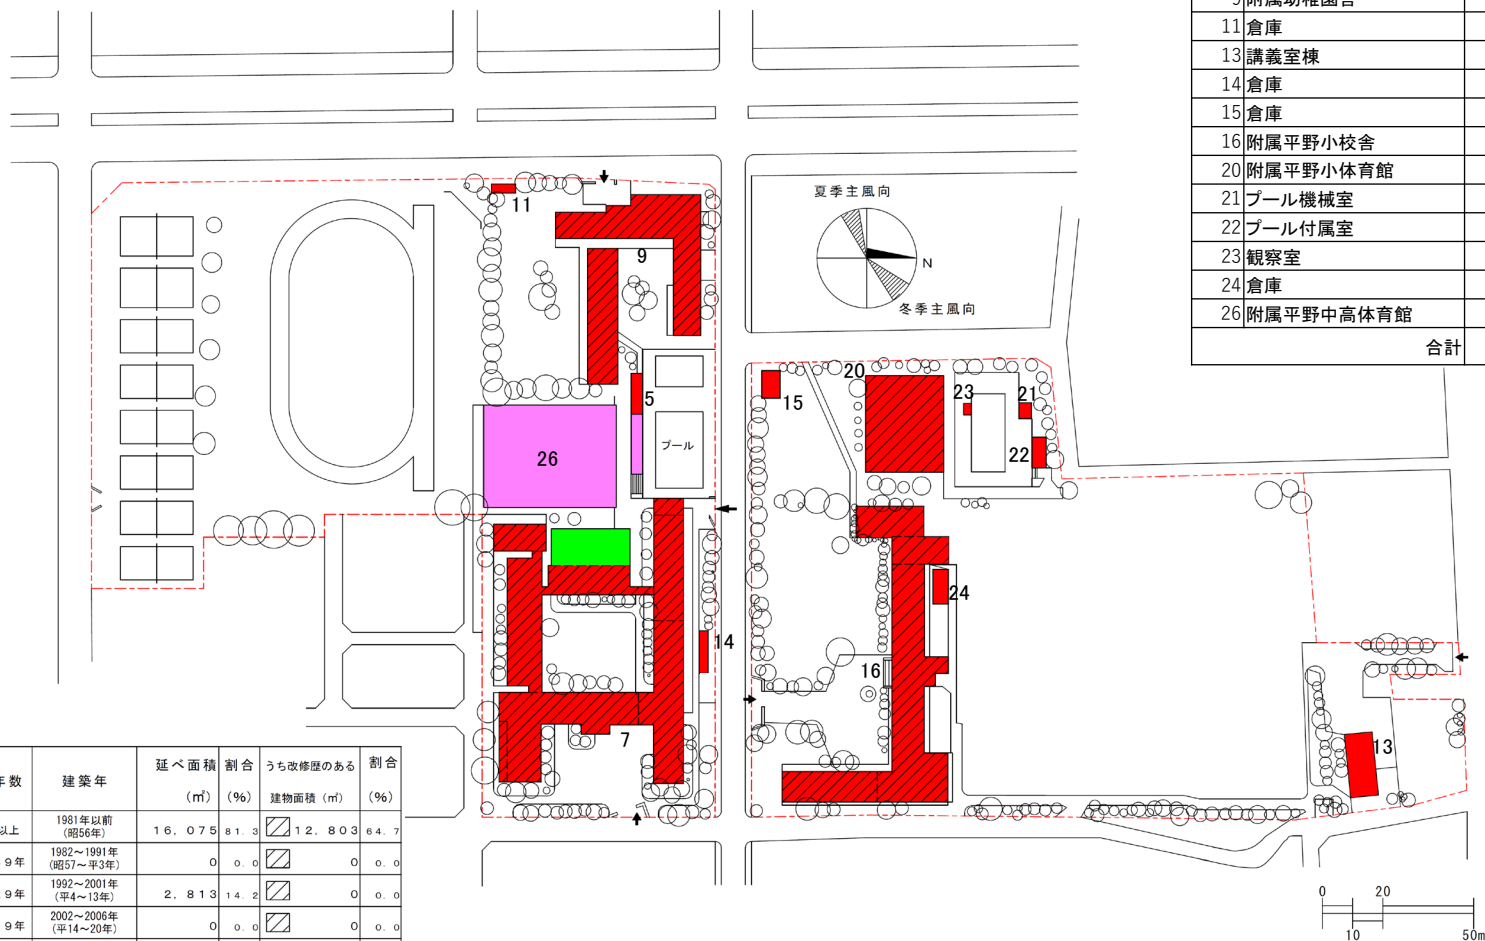 11 倉庫
13 講義室棟
14 倉庫
15 倉庫
16 附属平野小校舎
20 附属平野小体育館
21 プール機械室
22 プール付属室
23 観察室
24 倉庫
26 附属平野中高体育館
合計
夏季主風向
N
冬季主風向
11
9
5
プール
26
14
7
15
20
23
21
22
24
16
13
年数 建築年 延べ面積(㎡) 割合(%) うち改修歴のある建物面積(㎡) 割合(%)
以上 1981年以前(昭56年) 16,075 81.3 12,803 64.7
9年 1982～1991年(昭57～平3年) 0 0.0 0 0.0
9年 1992～2001年(平4～13年) 2,813 14.2 0 0.0
9年 2002～2006年(平14～20年) 0 0.0 0 0.0
0 20
10 50m